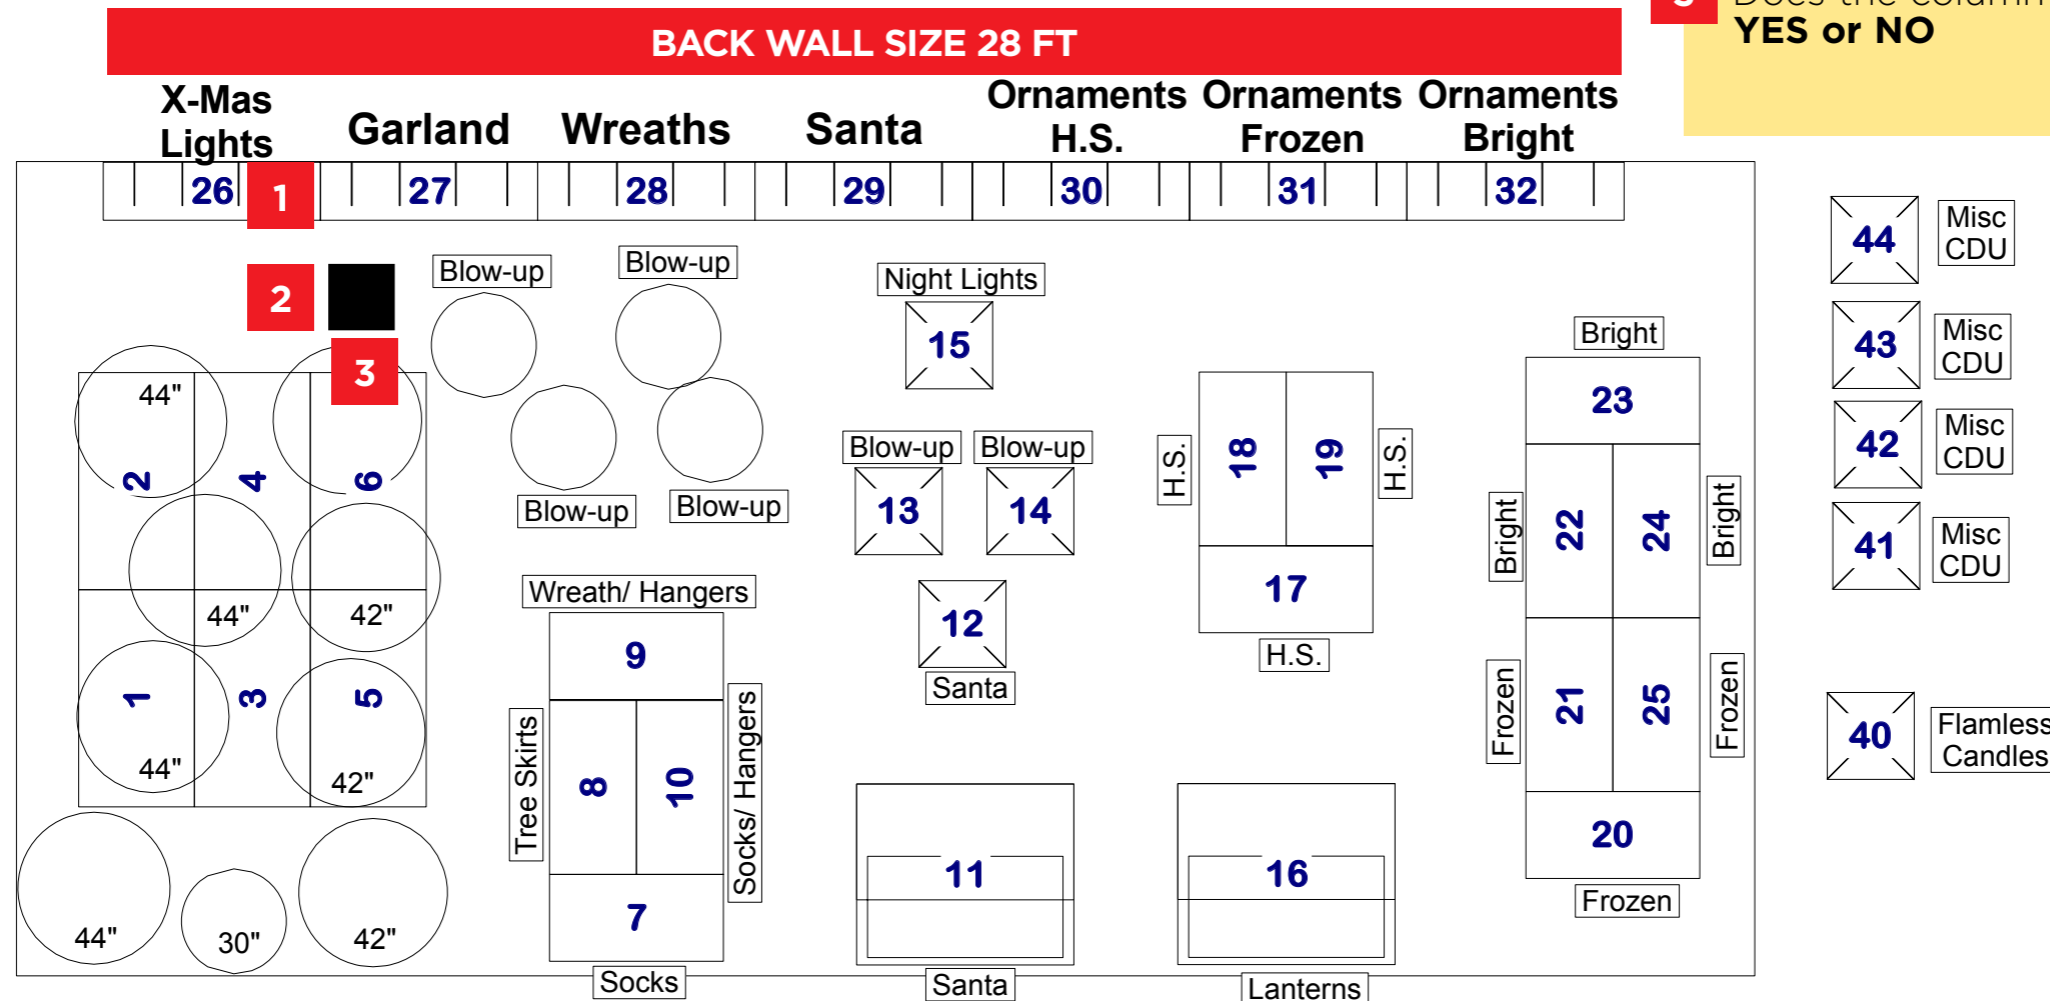 BACK WALL SIZE 28 FT
YES or NO
X-Mas
Lights
Garland
Wreaths
Santa
Ornaments
H.S.
Ornaments
Frozen
Ornaments
Bright
26
1
27
28
29
30
31
32
2
3
Blow-up
Blow-up
Blow-up
Blow-up
Night Lights
15
Blow-up
13
Blow-up
14
12
Santa
44"
2
4
6
44"
42"
1
3
5
44"
42"
44"
30"
42"
Wreath/ Hangers
9
Tree Skirts
8
10
Socks/ Hangers
7
Socks
11
Santa
16
Lanterns
H.S.
18
19
H.S.
17
H.S.
Bright
23
Bright
22
24
Bright
Frozen
21
25
Frozen
20
Frozen
44
Misc
CDU
43
Misc
CDU
42
Misc
CDU
41
Misc
CDU
40
Flamless
Candles